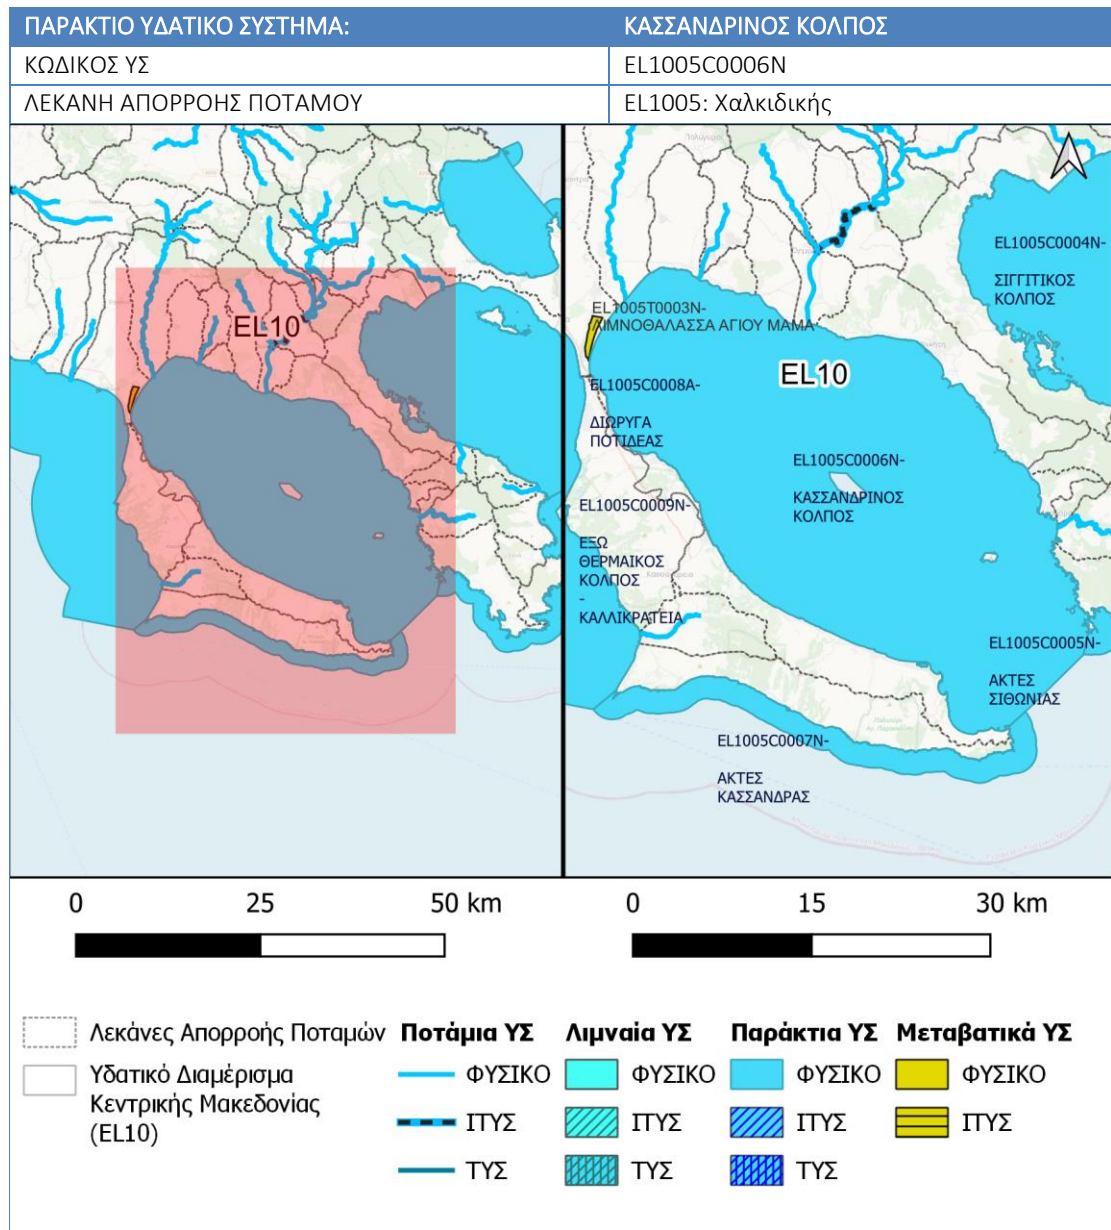 ΠΑΡΑΚΤΙΟ ΥΔΑΤΙΚΟ ΣΥΣΤΗΜΑ: ΚΑΣΣΑΝΔΡΙΝΟΣ ΚΟΛΠΟΣ
ΚΩΔΙΚΟΣ ΥΣ EL1005C0006N
ΛΕΚΑΝΗ ΑΠΟΡΡΟΗΣ ΠΟΤΑΜΟΥ EL1005: Χαλκιδικής
EL10
EL1005C0004N-
ΣΙΓΓΙΤΙΚΟΣ
ΚΟΛΠΟΣ
EL1005T0003N-
ΛΙΜΝΟΘΑΛΑΣΣΑ ΑΓΙΟΥ ΜΑΜΑ
EL10
EL1005C0008A-
ΔΙΩΡΥΓΑ
ΠΟΤΙΔΕΑΣ
EL1005C0006N-
ΚΑΣΣΑΝΔΡΙΝΟΣ
ΚΟΛΠΟΣ
EL1005C0009N-
ΕΞΩ
ΘΕΡΜΑΙΚΟΣ
ΚΟΛΠΟΣ
-
ΚΑΛΛΙΚΡΑΤΕΙΑ
EL1005C0005N-
ΑΚΤΕΣ
ΣΙΘΩΝΙΑΣ
EL1005C0007N-
ΑΚΤΕΣ
ΚΑΣΣΑΝΔΡΑΣ
0 25 50 km
0 15 30 km
Λεκάνες Απορροής Ποταμών
Υδατικό Διαμέρισμα
Κεντρικής Μακεδονίας
(EL10)
Ποτάμια ΥΣ
ΦΥΣΙΚΟ
ΙΤΥΣ
ΤΥΣ
Λιμναία ΥΣ
ΦΥΣΙΚΟ
ΙΤΥΣ
ΤΥΣ
Παράκτια ΥΣ
ΦΥΣΙΚΟ
ΙΤΥΣ
ΤΥΣ
Μεταβατικά ΥΣ
ΦΥΣΙΚΟ
ΙΤΥΣ